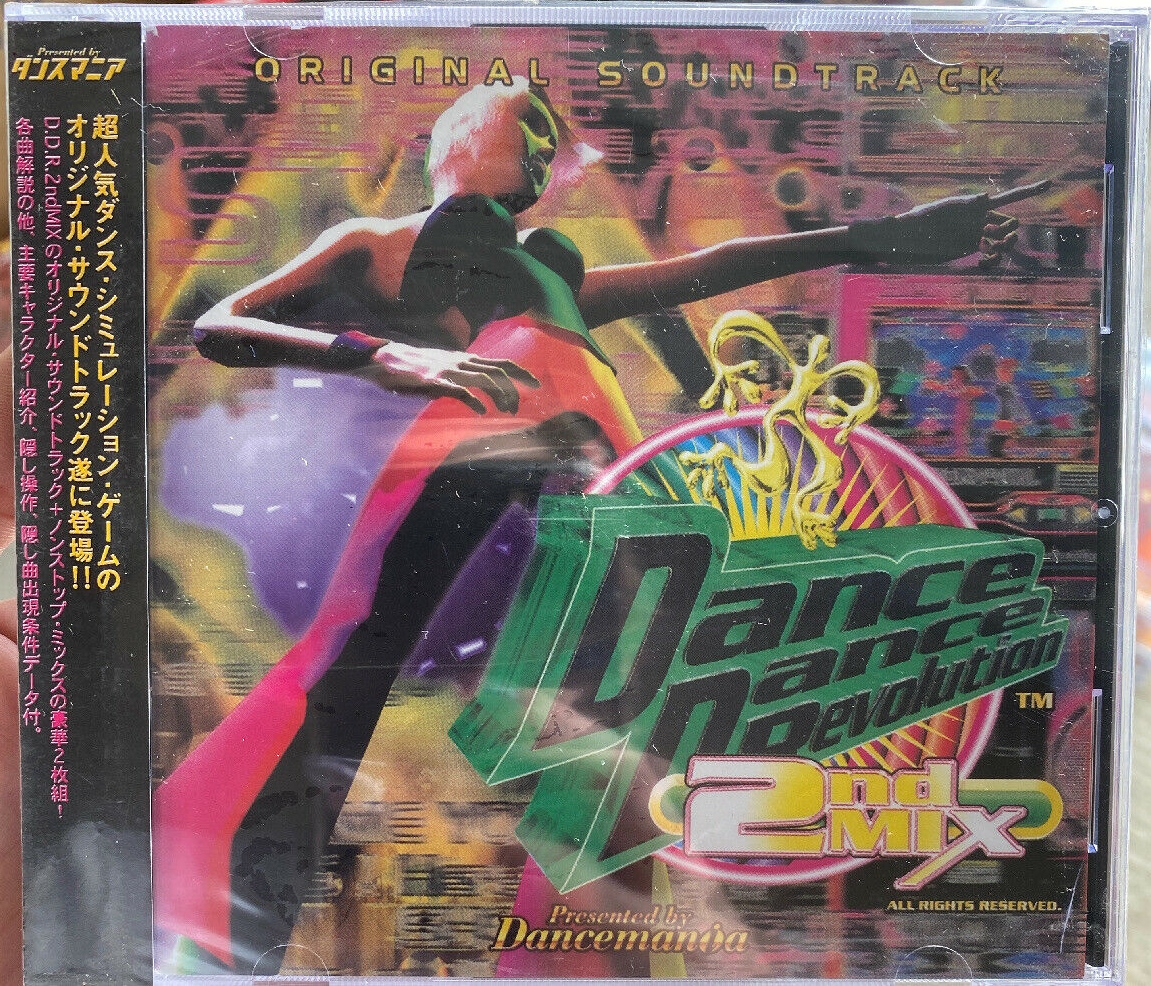 Presented by
ダンスマニア
超人気ダンス・シミュレーション・ゲームの
オリジナル・サウンドトラック遂に登場!!
D.D.R.2ndMIXのオリジナル・サウンドトラック+ノンストップ・ミックスの豪華2枚組!
各曲解説の他、主要キャラクター紹介、隠し操作、隠し曲出現条件データ付。
ORIGINAL SOUNDTRACK
Dance
Dance
Revolution
TM
2nd
MIX
ALL RIGHTS RESERVED.
Presented by
Dancemania